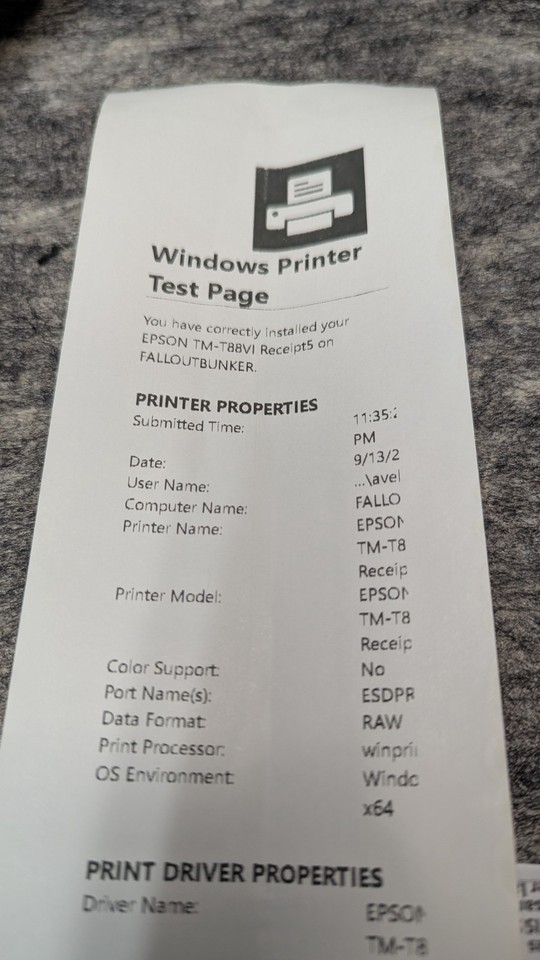 Windows Printer
Test Page
You have correctly installed your
EPSON TM-T88VI Receipt5 on
FALLOUTBUNKER.
PRINTER PROPERTIES
Submitted Time: 11:35:2
PM
Date: 9/13/2
User Name: ...\avel
Computer Name: FALLO
Printer Name: EPSON
TM-T8
Receip
Printer Model: EPSON
TM-T8
Receip
Color Support: No
Port Name(s): ESDPR
Data Format: RAW
Print Processor: winpri
OS Environment: Windo
x64
PRINT DRIVER PROPERTIES
Driver Name: EPSON
TM-T8